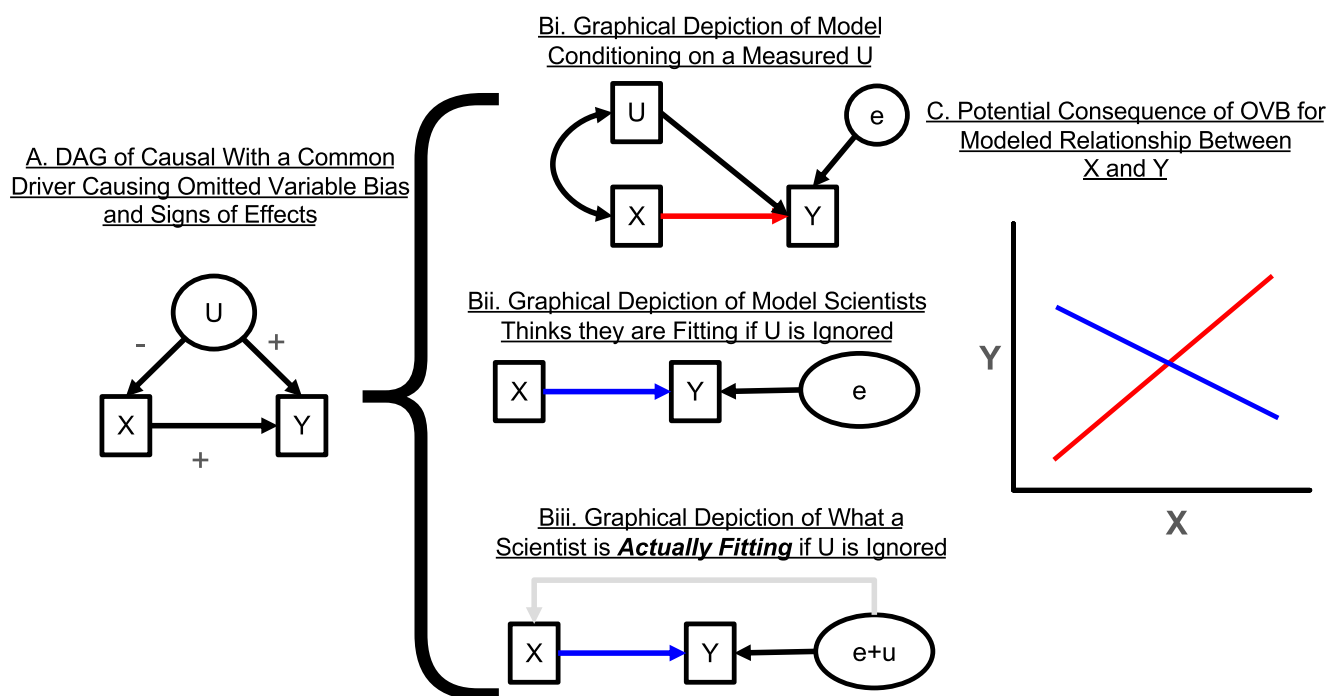 A. DAG of Causal With a Common
Driver Causing Omitted Variable Bias
and Signs of Effects
U
-
+
X
Y
+
Bi. Graphical Depiction of Model
Conditioning on a Measured U
U
e
X
Y
Bii. Graphical Depiction of Model Scientists
Thinks they are Fitting if U is Ignored
X
Y
e
Biii. Graphical Depiction of What a
Scientist is Actually Fitting if U is Ignored
X
Y
e+u
C. Potential Consequence of OVB for
Modeled Relationship Between
X and Y
Y
X